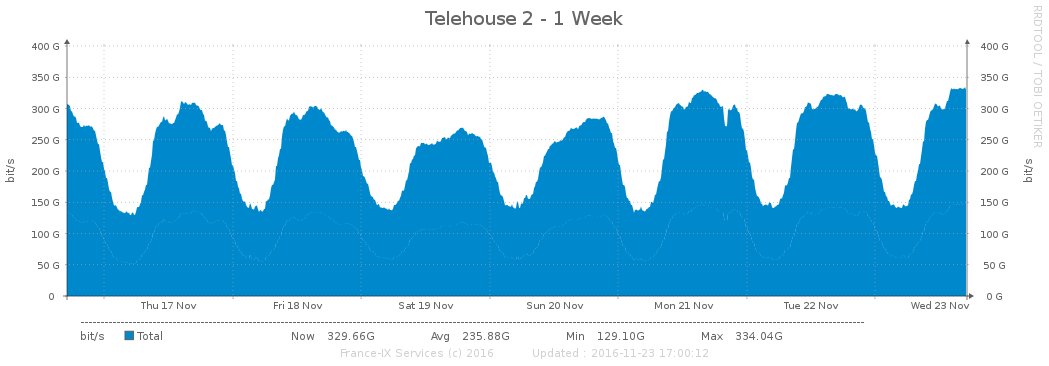 Telehouse 2 - 1 Week
RRDTOOL / TOBI OETIKER
bit/s
400 G 400 G
350 G 350 G
300 G 300 G
250 G 250 G
200 G 200 G
150 G 150 G
100 G 100 G
50 G 50 G
0 0 G
bit/s
Thu 17 Nov Fri 18 Nov Sat 19 Nov Sun 20 Nov Mon 21 Nov Tue 22 Nov Wed 23 Nov
bit/s Total Now 329.66G Avg 235.88G Min 129.10G Max 334.04G
France-IX Services (c) 2016 Updated : 2016-11-23 17:00:12